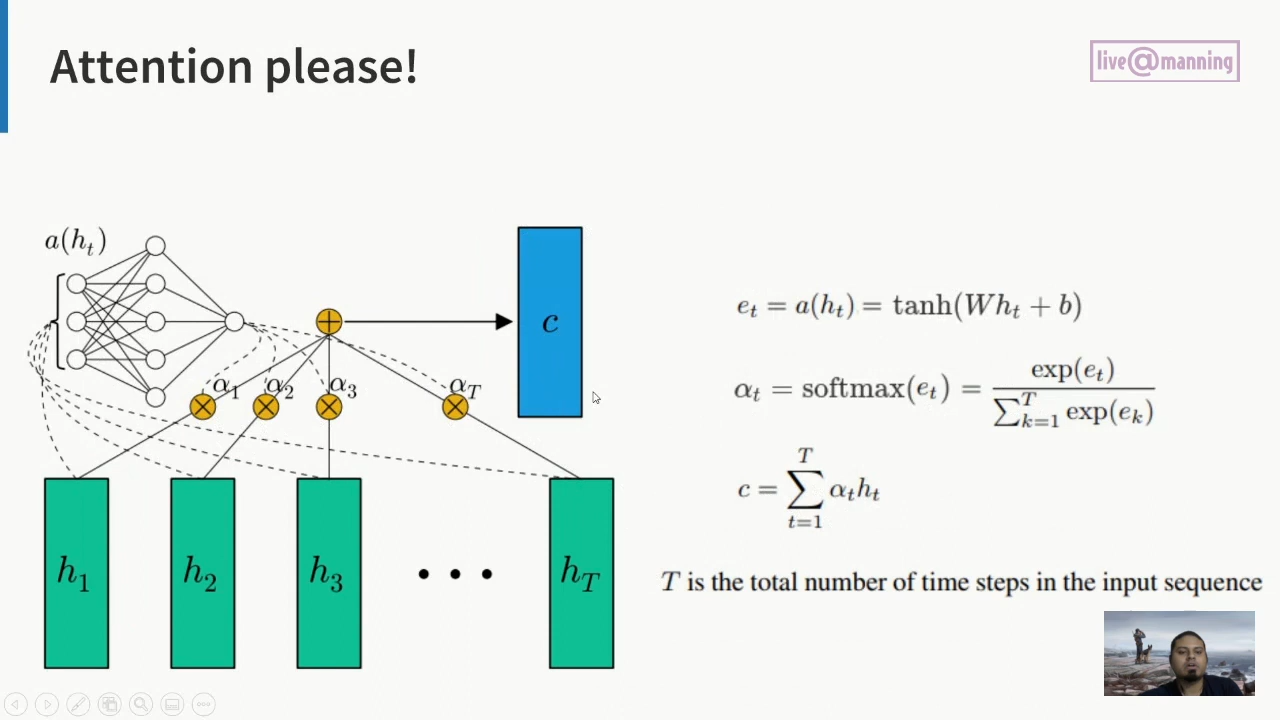 Attention please!
live@manning
a(h_t)
c
α_1 α_2 α_3 α_T
h_1 h_2 h_3 • • • h_T
e_t = a(h_t) = tanh(Wh_t + b)
α_t = softmax(e_t) = exp(e_t) / ∑_{k=1}^{T} exp(e_k)
c = ∑_{t=1}^{T} α_t h_t
T is the total number of time steps in the input sequence